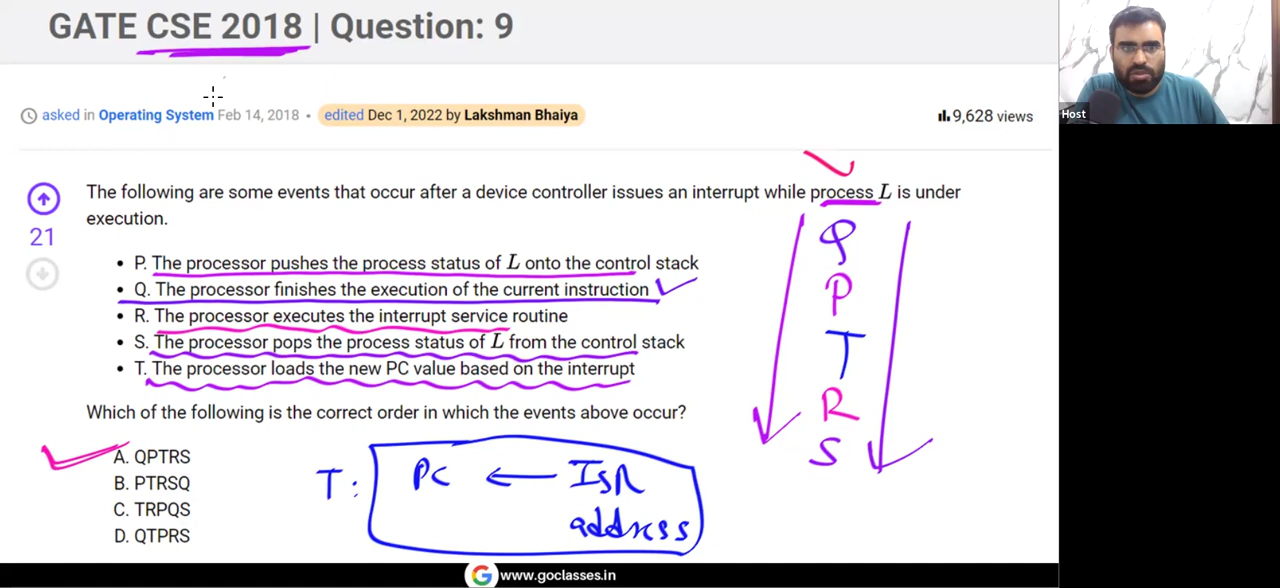 GATE CSE 2018 | Question: 9
asked in Operating System Feb 14, 2018 • edited Dec 1, 2022 by Lakshman Bhaiya
9,628 views
Host
The following are some events that occur after a device controller issues an interrupt while process L is under
execution.
21
• P. The processor pushes the process status of L onto the control stack
• Q. The processor finishes the execution of the current instruction
• R. The processor executes the interrupt service routine
• S. The processor pops the process status of L from the control stack
• T. The processor loads the new PC value based on the interrupt
Which of the following is the correct order in which the events above occur?
A. QPTRS
B. PTRSQ
C. TRPQS
D. QTPRS
Q
P
T
R
S
T: PC ← ISR
address
www.goclasses.in